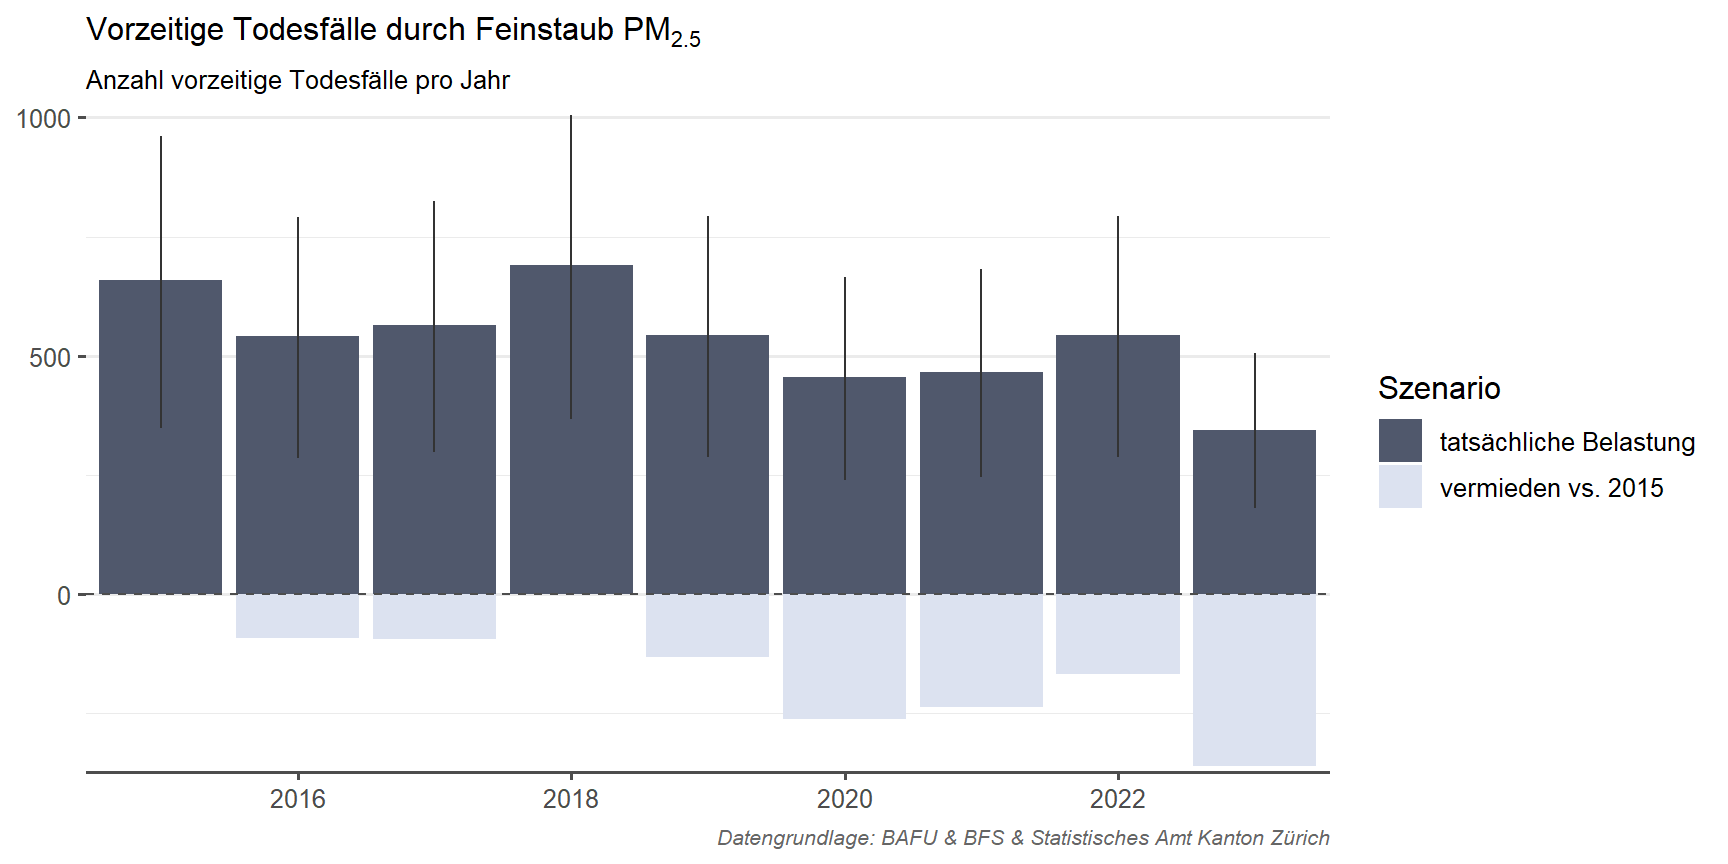 Vorzeitige Todesfälle durch Feinstaub PM2.5
Anzahl vorzeitige Todesfälle pro Jahr
1000
500
0
2016
2018
2020
2022
Szenario
tatsächliche Belastung
vermieden vs. 2015
Datengrundlage: BAFU & BFS & Statistisches Amt Kanton Zürich